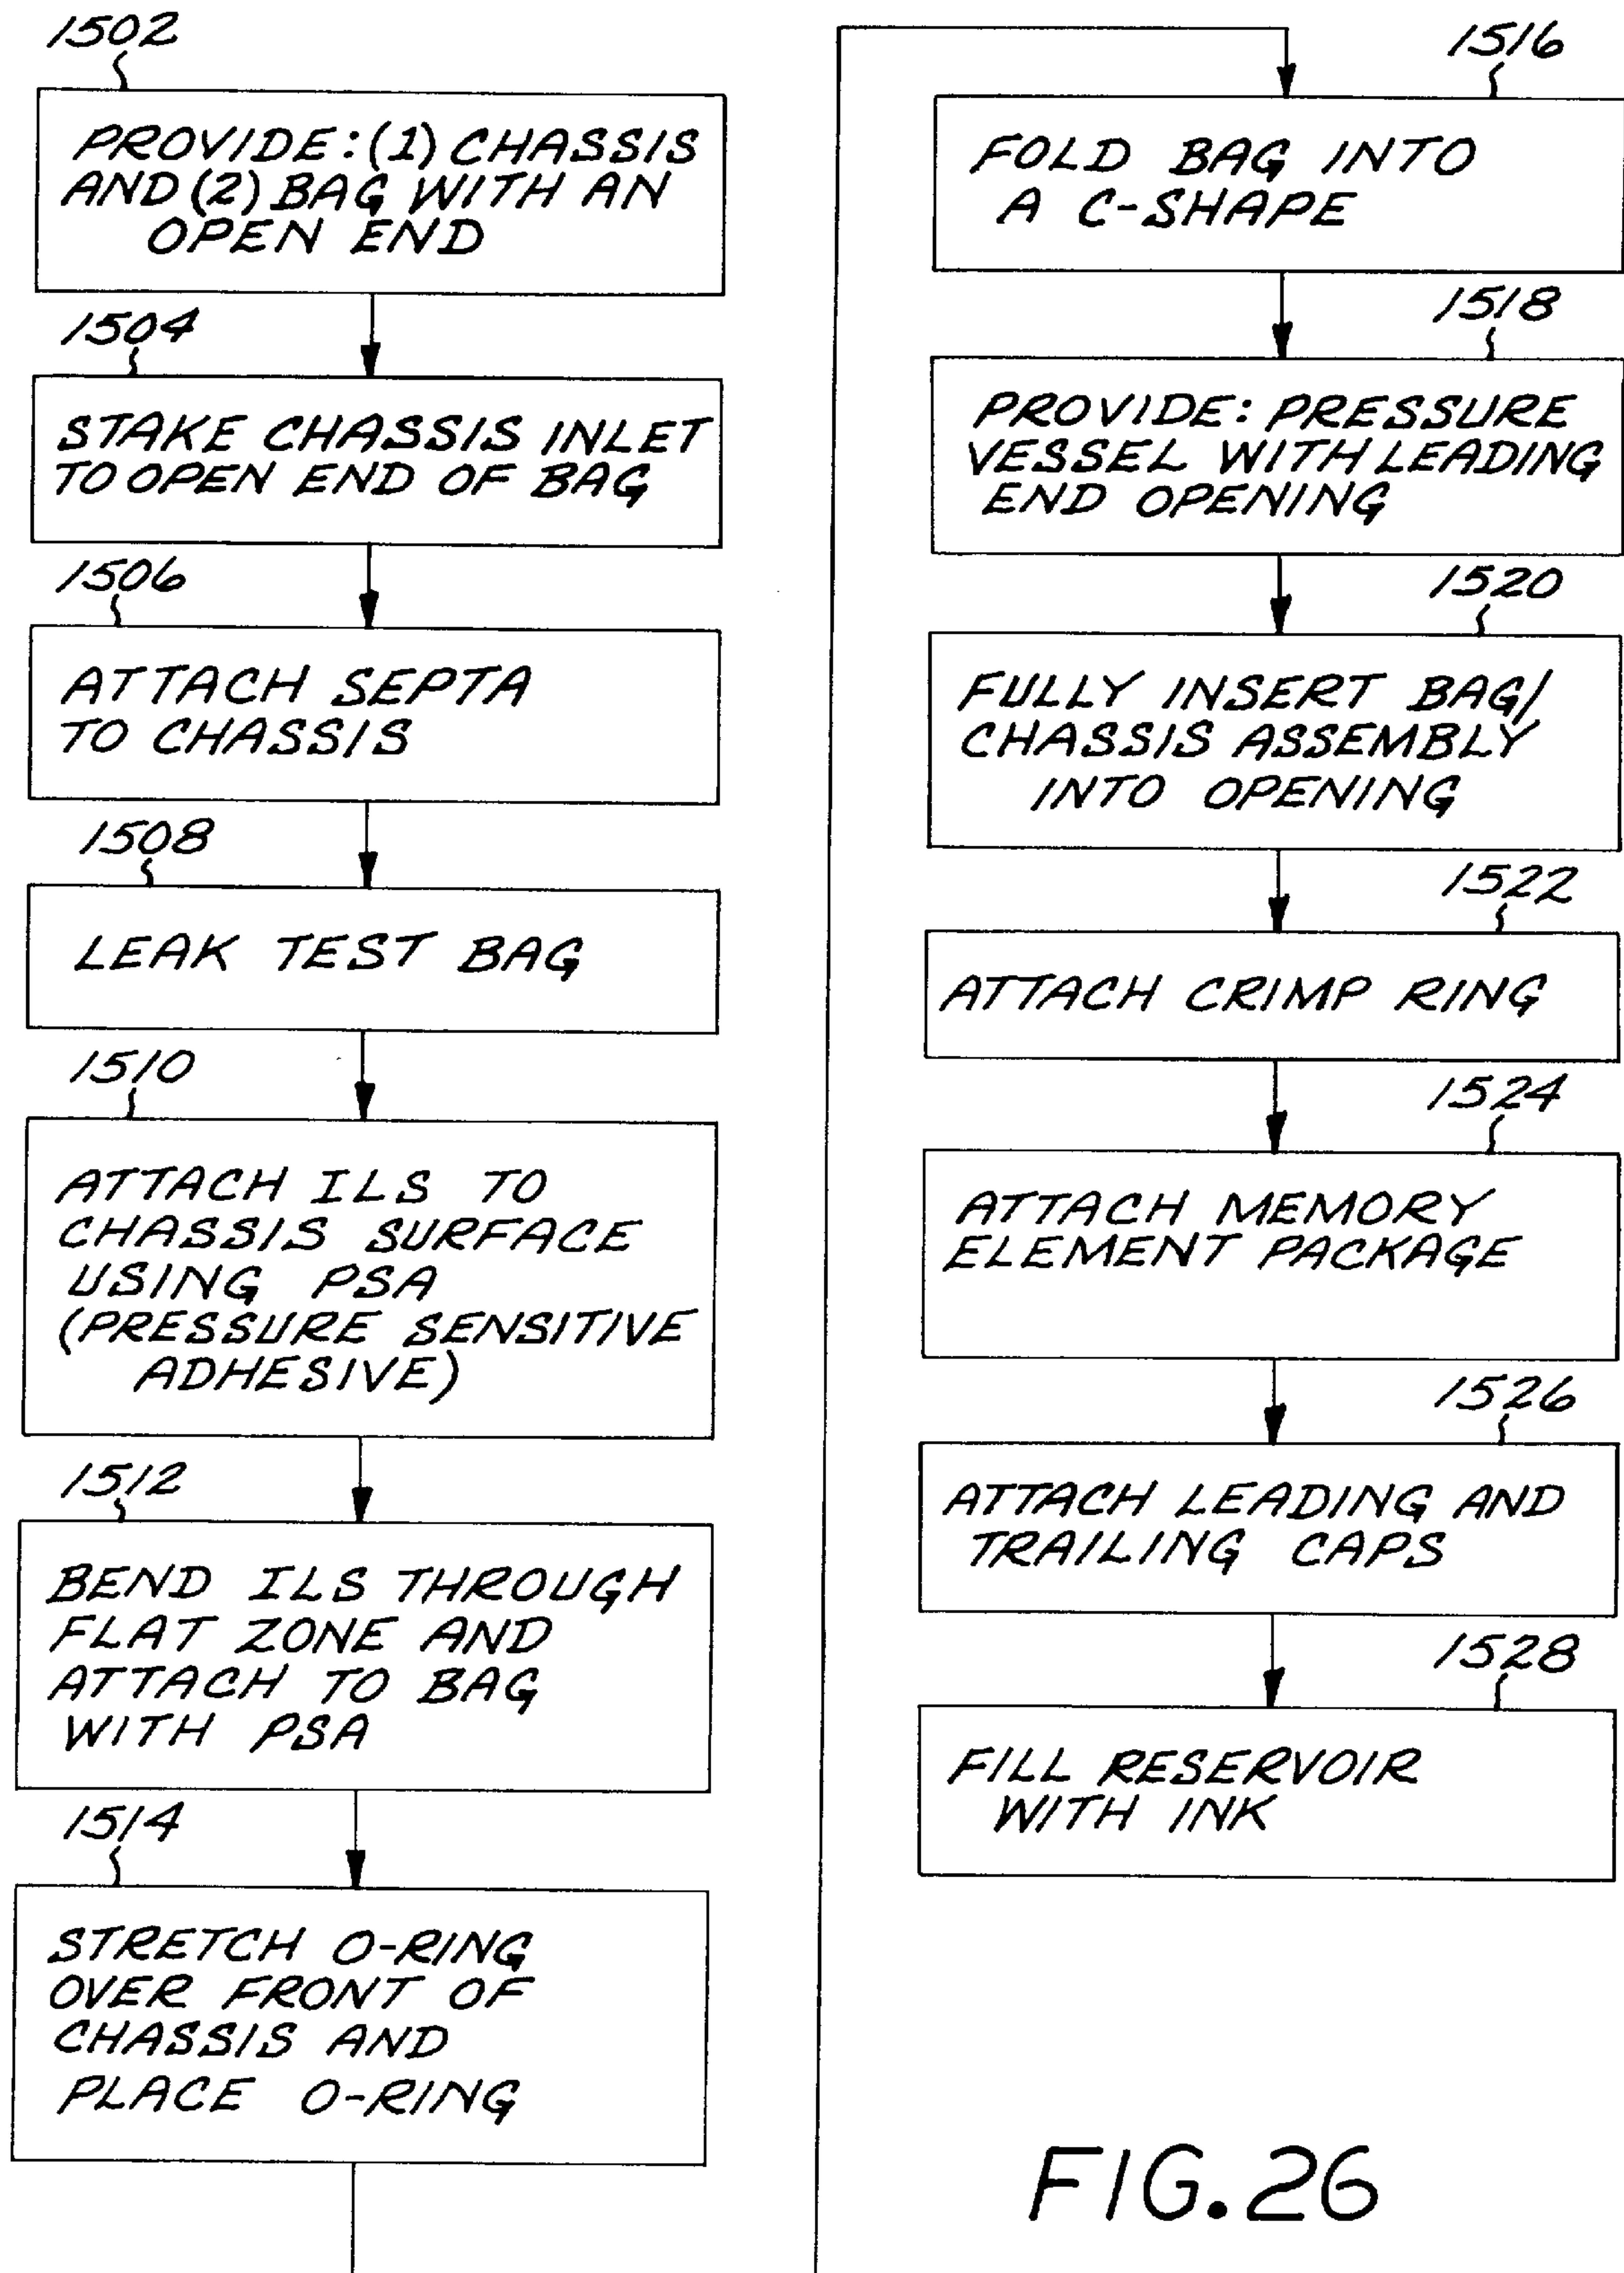 1502
PROVIDE: (1) CHASSIS
AND (2) BAG WITH AN
OPEN END
1504
STAKE CHASSIS INLET
TO OPEN END OF BAG
1506
ATTACH SEPTA
TO CHASSIS
1508
LEAK TEST BAG
1510
ATTACH ILS TO
CHASSIS SURFACE
USING PSA
(PRESSURE SENSITIVE
ADHESIVE)
1512
BEND ILS THROUGH
FLAT ZONE AND
ATTACH TO BAG
WITH PSA
1514
STRETCH O-RING
OVER FRONT OF
CHASSIS AND
PLACE O-RING
1516
FOLD BAG INTO
A C-SHAPE
1518
PROVIDE: PRESSURE
VESSEL WITH LEADING
END OPENING
1520
FULLY INSERT BAG/
CHASSIS ASSEMBLY
INTO OPENING
1522
ATTACH CRIMP RING
1524
ATTACH MEMORY
ELEMENT PACKAGE
1526
ATTACH LEADING AND
TRAILING CAPS
1528
FILL RESERVOIR
WITH INK
FIG. 26